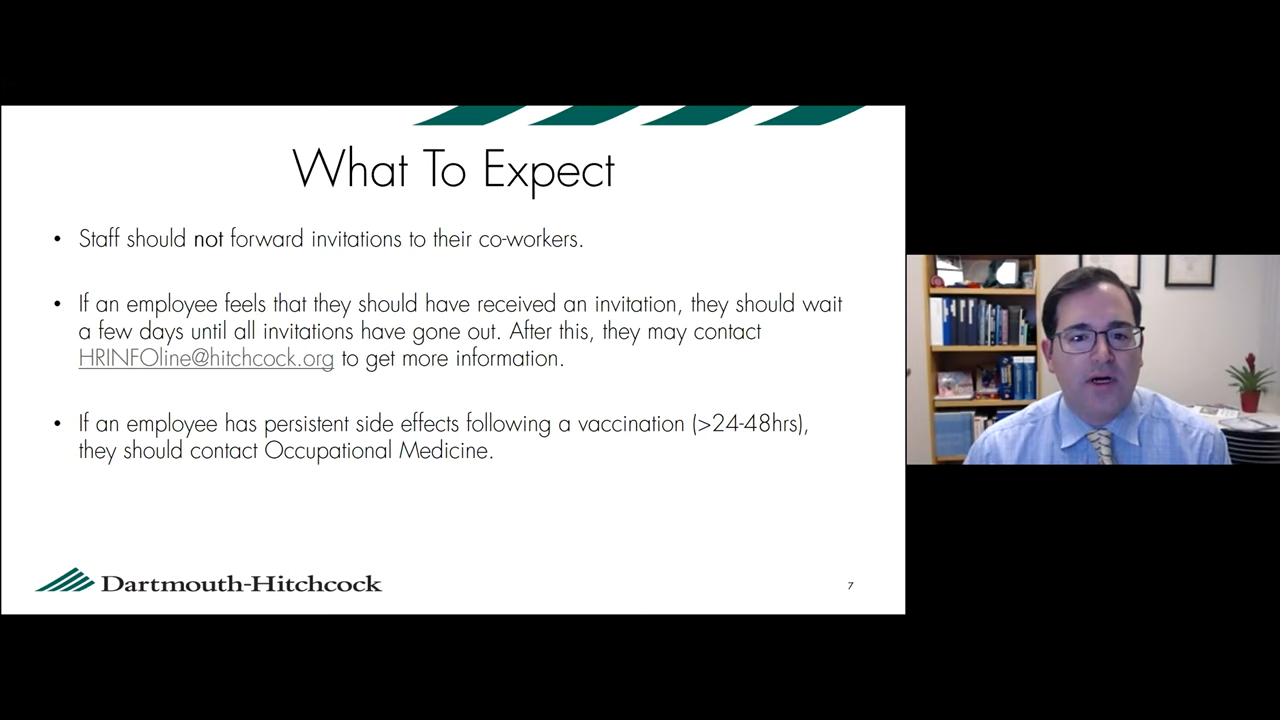 What To Expect
• Staff should not forward invitations to their co-workers.
• If an employee feels that they should have received an invitation, they should wait
a few days until all invitations have gone out. After this, they may contact
HRINFOline@hitchcock.org to get more information.
• If an employee has persistent side effects following a vaccination (>24-48hrs),
they should contact Occupational Medicine.
Dartmouth-Hitchcock
7